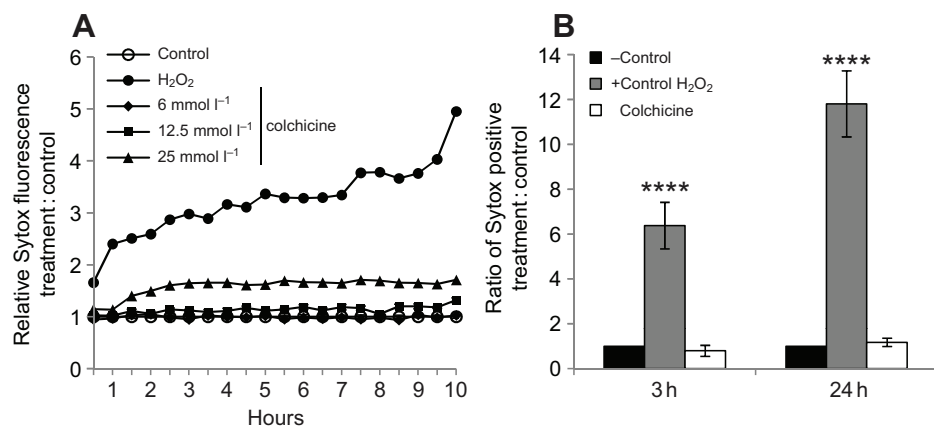 A
Relative Sytox fluorescence
treatment : control
6
5
4
3
2
1
0
Control
H₂O₂
6 mmol l⁻¹
12.5 mmol l⁻¹
25 mmol l⁻¹
colchicine
1 2 3 4 5 6 7 8 9 10
Hours
B
Ratio of Sytox positive
treatment : control
14
12
10
8
6
4
2
0
–Control
+Control H₂O₂
Colchicine
****
****
3 h 24 h